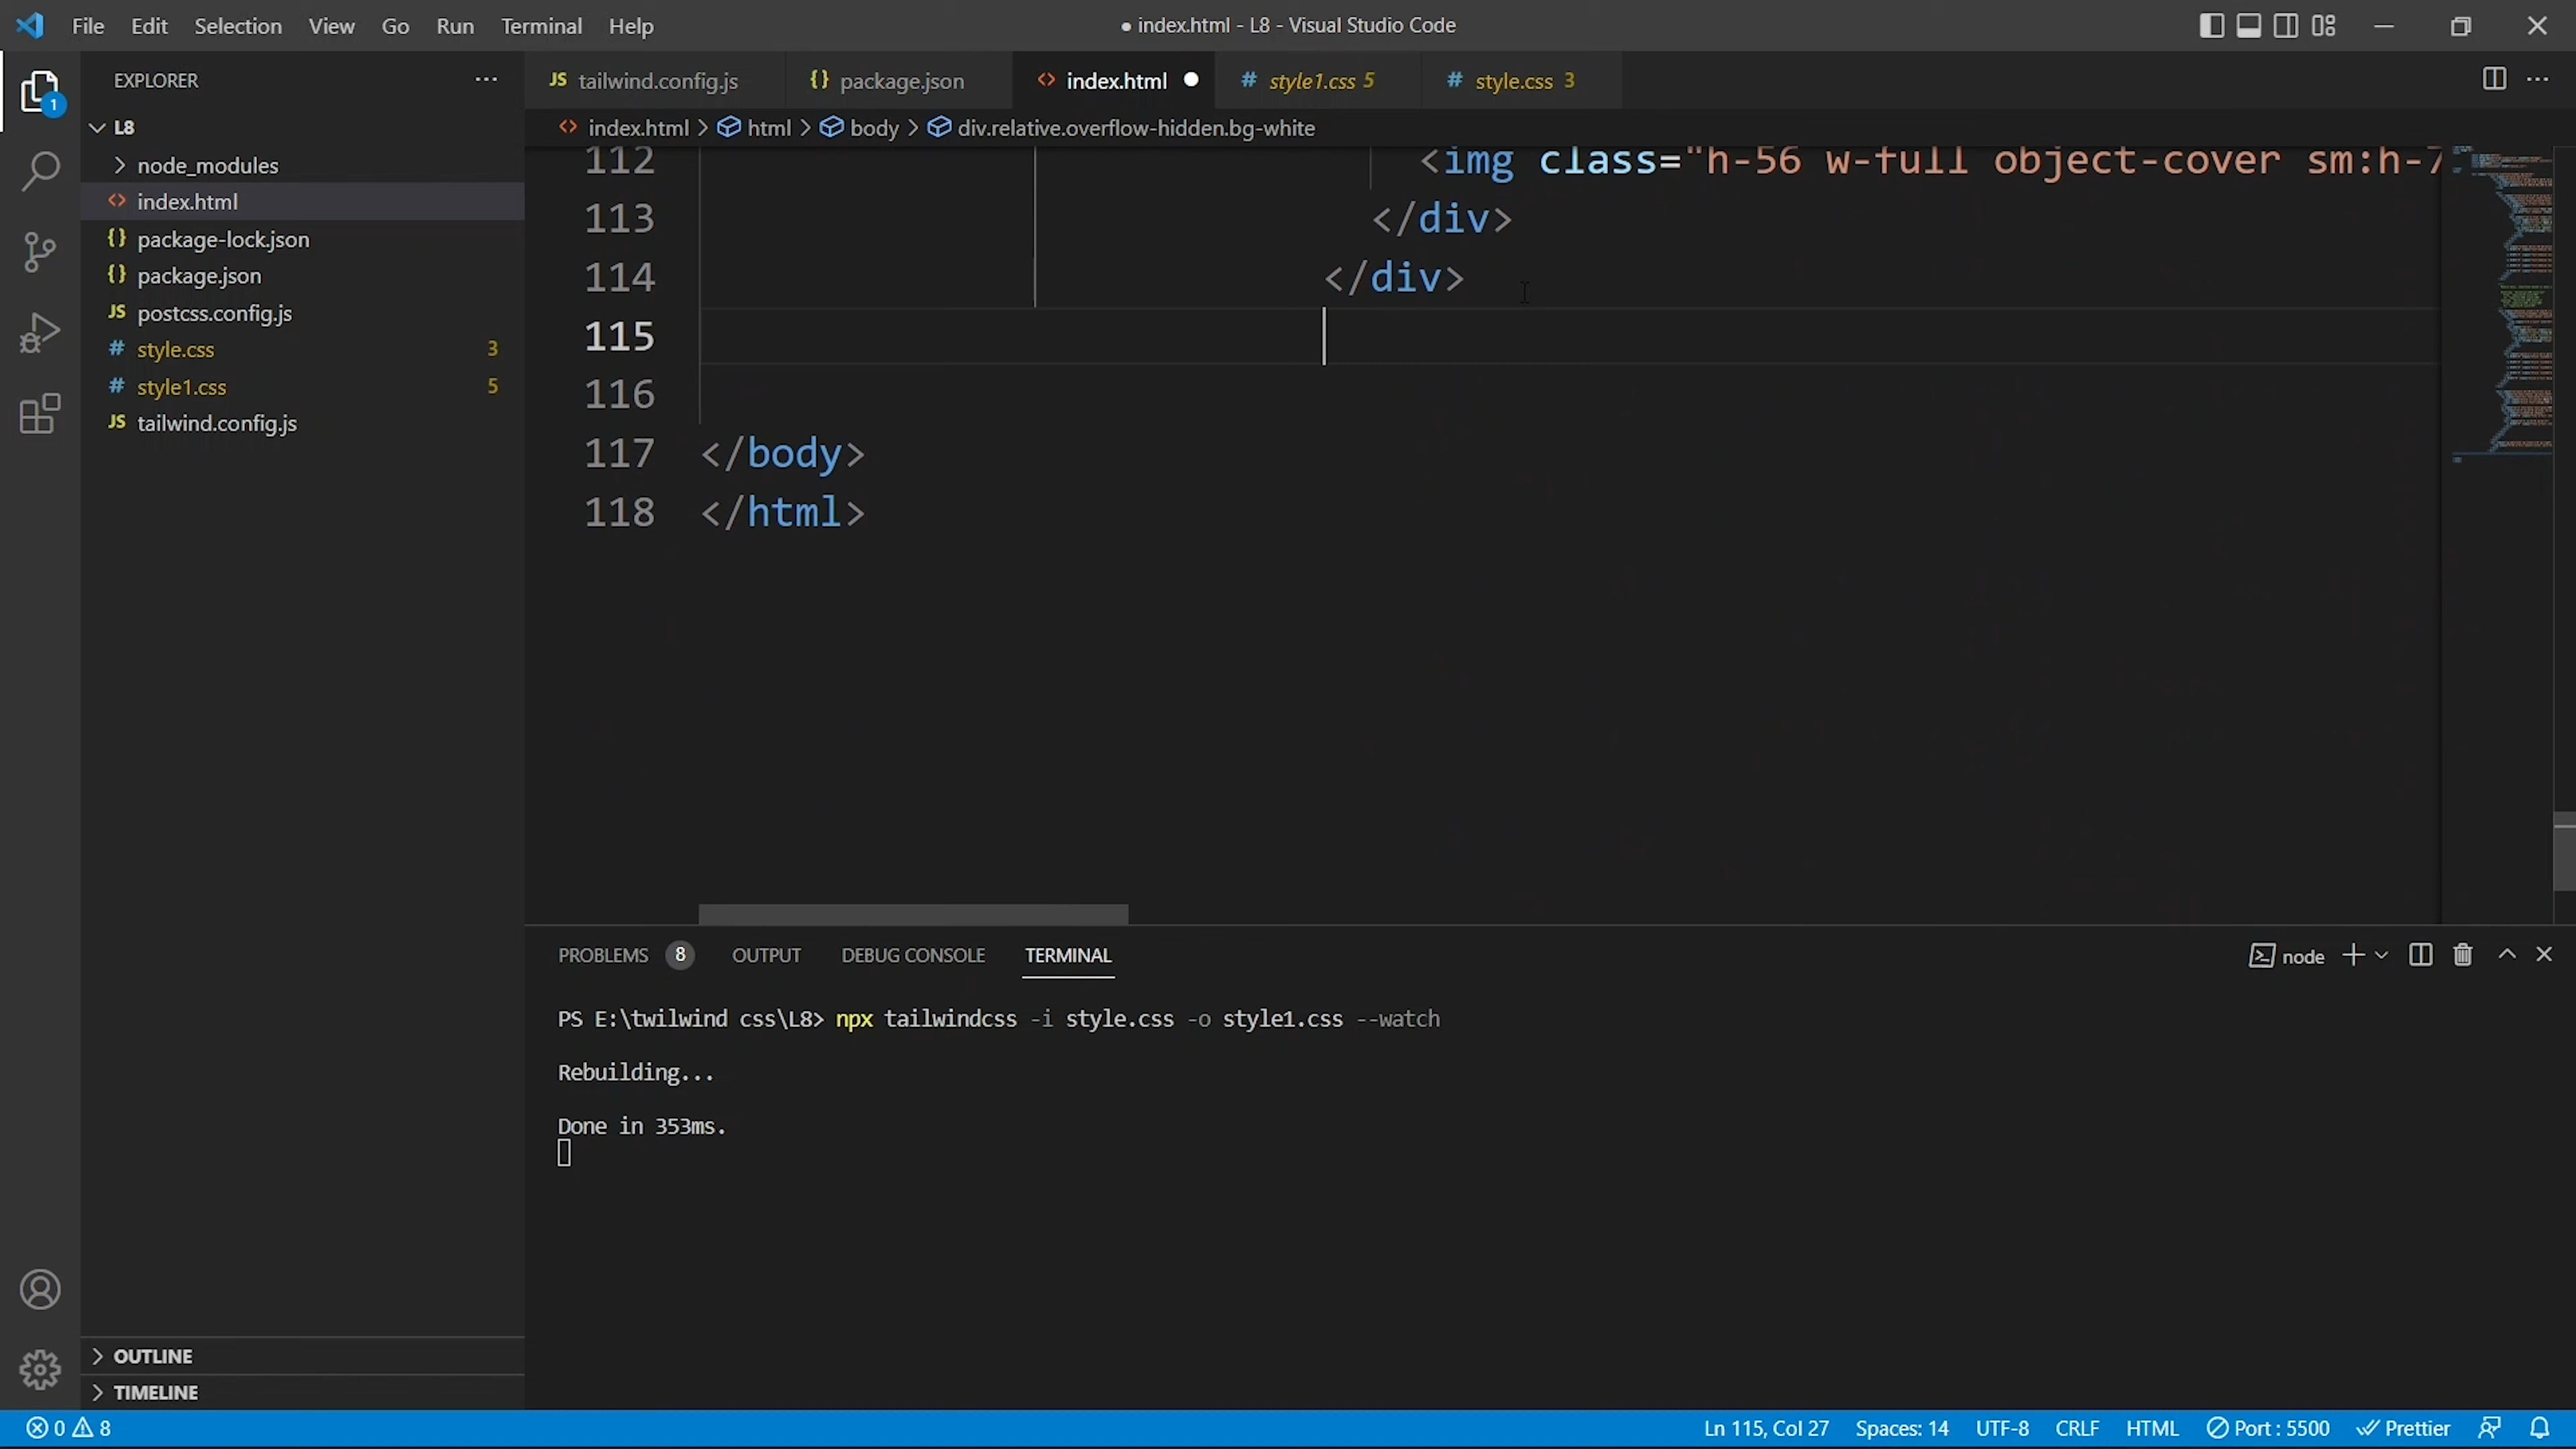 File Edit Selection View Go Run Terminal Help
● index.html - L8 - Visual Studio Code
EXPLORER
L8
node_modules
index.html
package-lock.json
package.json
postcss.config.js
style.css 3
style1.css 5
tailwind.config.js
OUTLINE
TIMELINE
1
tailwind.config.js package.json index.html style1.css 5 style.css 3
index.html > html > body > div.relative.overflow-hidden.bg-white
112 <img class="h-56 w-full object-cover sm:h-7
113 </div>
114 </div>
115
116
117 </body>
118 </html>
PROBLEMS 8 OUTPUT DEBUG CONSOLE TERMINAL
node
PS E:\twilwind css\L8> npx tailwindcss -i style.css -o style1.css --watch
Rebuilding...
Done in 353ms.
0 8 Ln 115, Col 27 Spaces: 14 UTF-8 CRLF HTML Port : 5500 Prettier